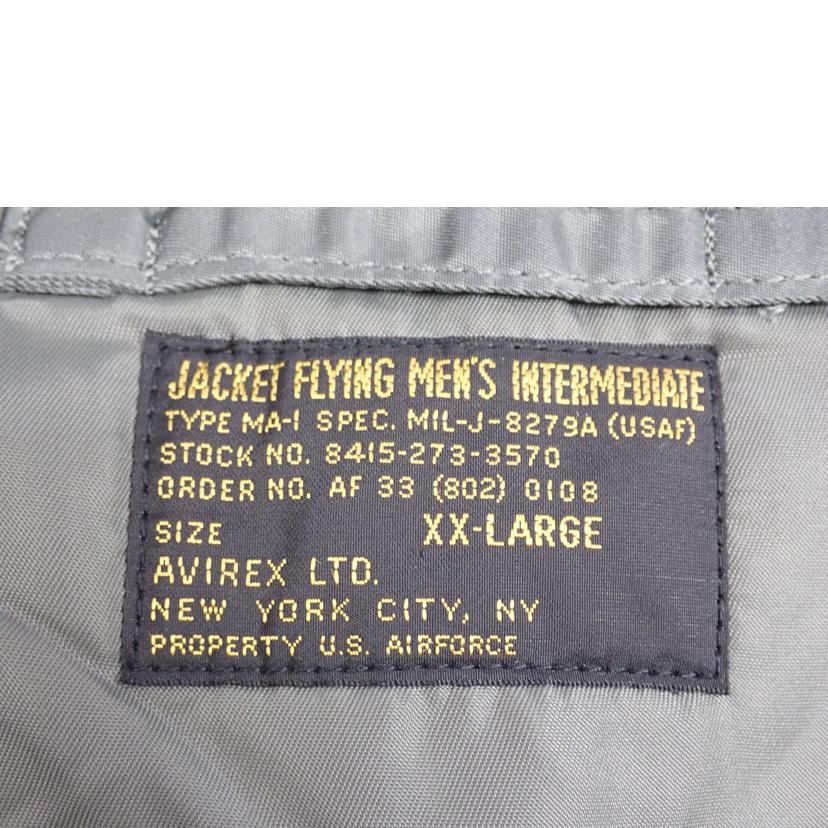 JACKET FLYING MEN'S INTERMEDIATE
TYPE MA-1 SPEC. MIL-J-8279A (USAF)
STOCK NO. 8415-273-3570
ORDER NO. AF 33 (802) 0108
SIZE XX-LARGE
AVIREX LTD.
NEW YORK CITY, NY
PROPERTY U.S. AIRFORCE